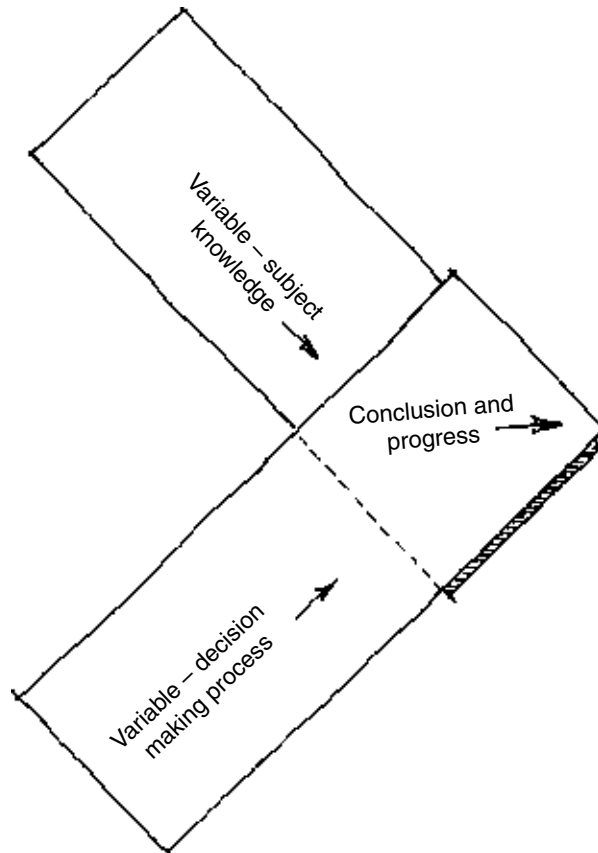 Variable – subject
knowledge
Conclusion and
progress
Variable – decision
making process